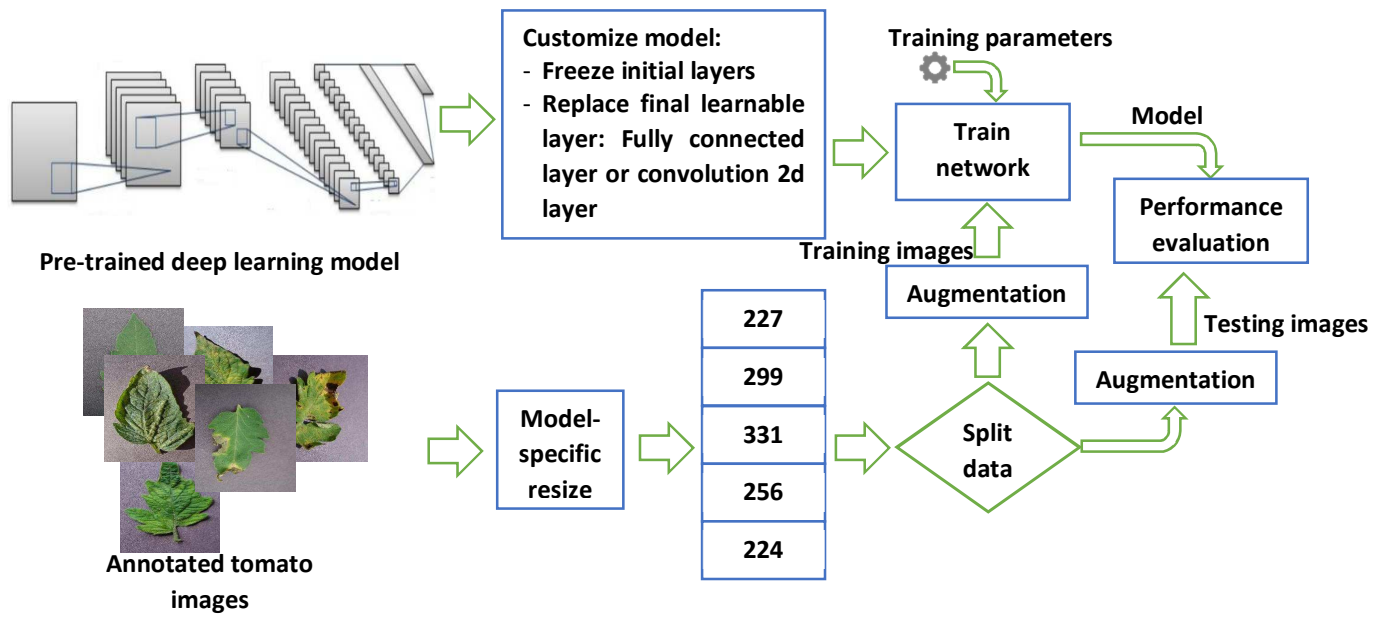 Customize model:
- Freeze initial layers
- Replace final learnable
layer: Fully connected
layer or convolution 2d
layer
Training parameters
Train
network
Model
Performance
evaluation
Pre-trained deep learning model
Training images
Augmentation
Testing images
Augmentation
Annotated tomato
images
Model-
specific
resize
227
299
331
256
224
Split
data